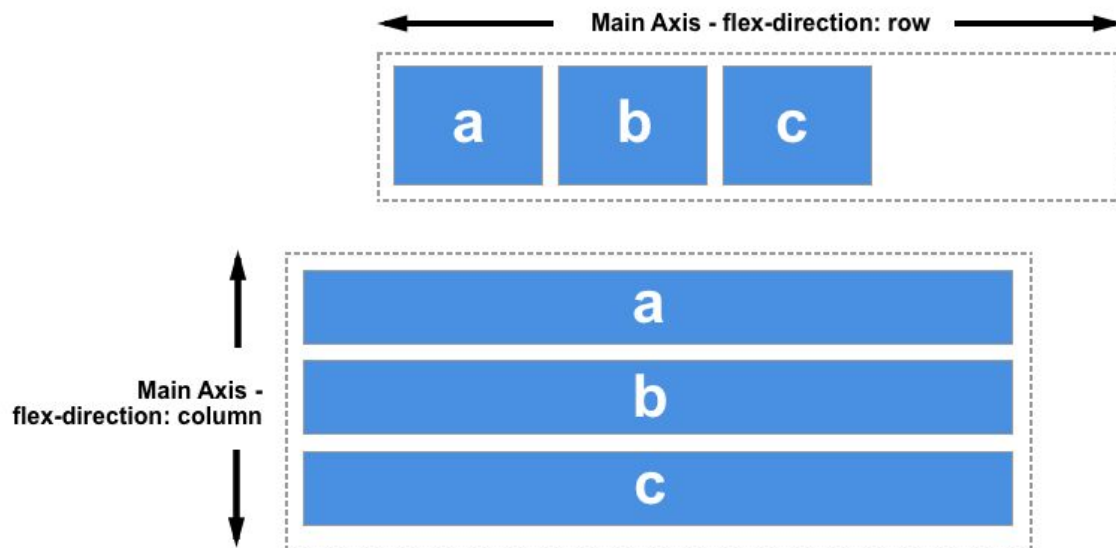 Main Axis - flex-direction: row
a b c
a
Main Axis -
flex-direction: column
b
c